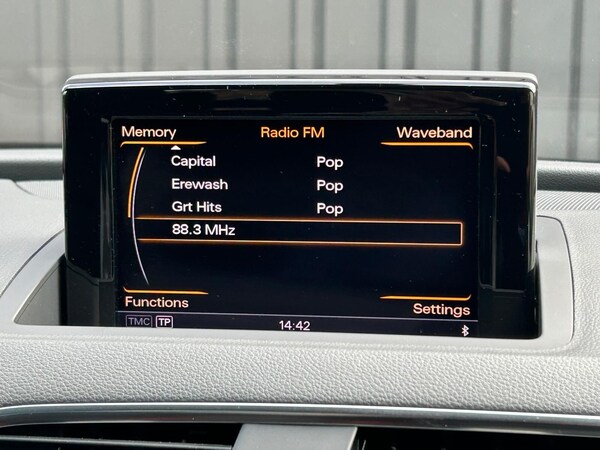 Memory Radio FM Waveband
Capital Pop
Erewash Pop
Grt Hits Pop
88.3 MHz
Functions Settings
TMC TP 14:42